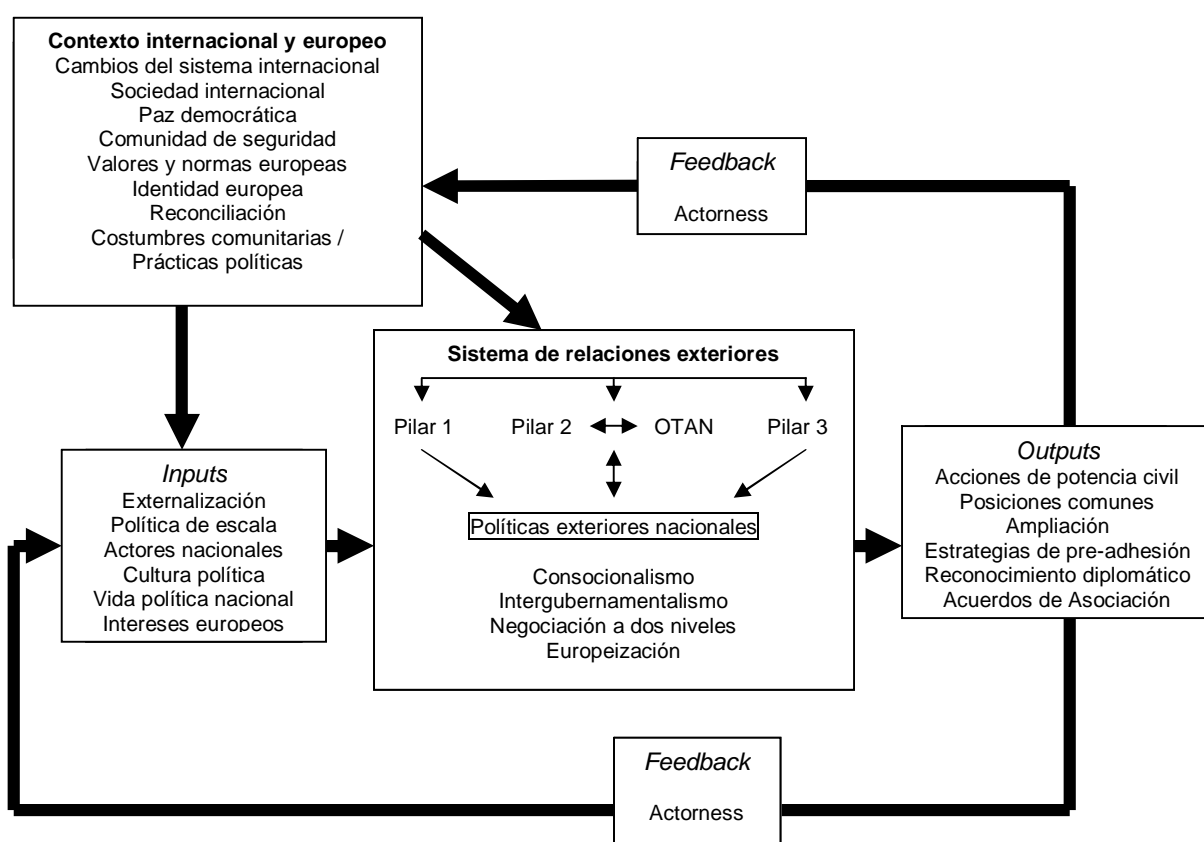 Contexto internacional y europeo
Cambios del sistema internacional
Sociedad internacional
Paz democrática
Comunidad de seguridad
Valores y normas europeas
Identidad europea
Reconciliación
Costumbres comunitarias /
Prácticas políticas
Feedback
Actorness
Sistema de relaciones exteriores
Pilar 1
Pilar 2
OTAN
Pilar 3
Políticas exteriores nacionales
Consocionalismo
Intergubernamentalismo
Negociación a dos niveles
Europeización
Inputs
Externalización
Política de escala
Actores nacionales
Cultura política
Vida política nacional
Intereses europeos
Outputs
Acciones de potencia civil
Posiciones comunes
Ampliación
Estrategias de pre-adhesión
Reconocimiento diplomático
Acuerdos de Asociación
Feedback
Actorness